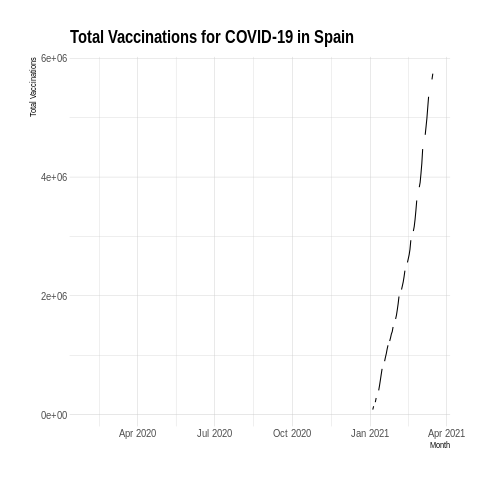 Total Vaccinations for COVID-19 in Spain
Total Vaccinations
6e+06
4e+06
2e+06
0e+00
Apr 2020 Jul 2020 Oct 2020 Jan 2021 Apr 2021
Month